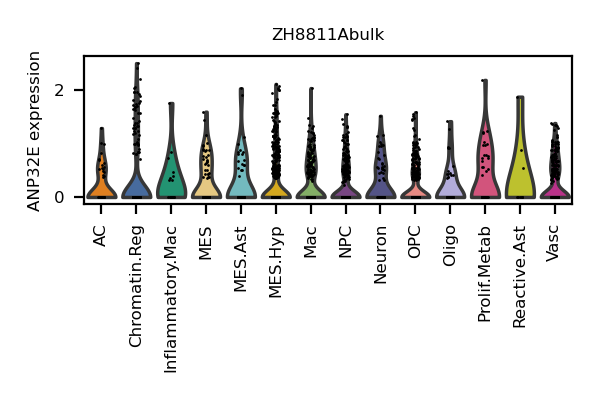 ZH8811Abulk
ANP32E expression
2
0
AC
Chromatin.Reg
Inflammatory.Mac
MES
MES.Ast
MES.Hyp
Mac
NPC
Neuron
OPC
Oligo
Prolif.Metab
Reactive.Ast
Vasc